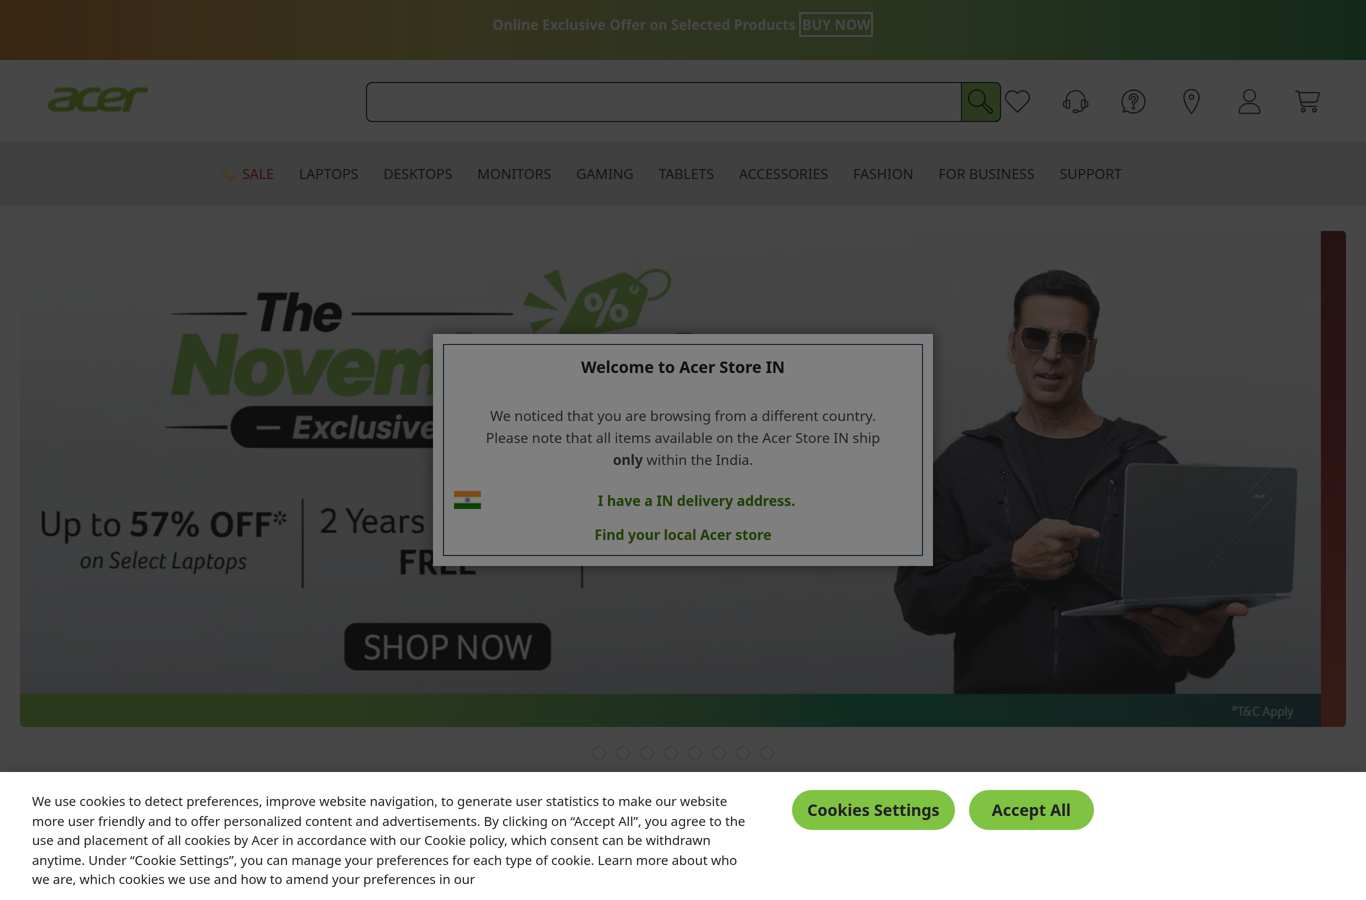 Online Exclusive Offer on Selected Products BUY NOW
acer
SALE LAPTOPS DESKTOPS MONITORS GAMING TABLETS ACCESSORIES FASHION FOR BUSINESS SUPPORT
The
Novem
— Exclusive
Up to 57% OFF*
on Select Laptops
2 Years
FREE
SHOP NOW
*T&C Apply
Welcome to Acer Store IN
We noticed that you are browsing from a different country.
Please note that all items available on the Acer Store IN ship
only within the India.
I have a IN delivery address.
Find your local Acer store
We use cookies to detect preferences, improve website navigation, to generate user statistics to make our website
more user friendly and to offer personalized content and advertisements. By clicking on “Accept All”, you agree to the
use and placement of all cookies by Acer in accordance with our Cookie policy, which consent can be withdrawn
anytime. Under “Cookie Settings”, you can manage your preferences for each type of cookie. Learn more about who
we are, which cookies we use and how to amend your preferences in our
Cookies Settings
Accept All